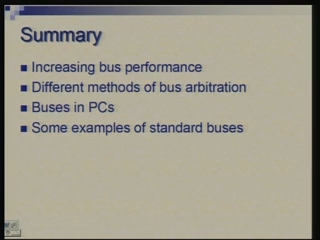 Summary
Increasing bus performance
Different methods of bus arbitration
Buses in PCs
Some examples of standard buses